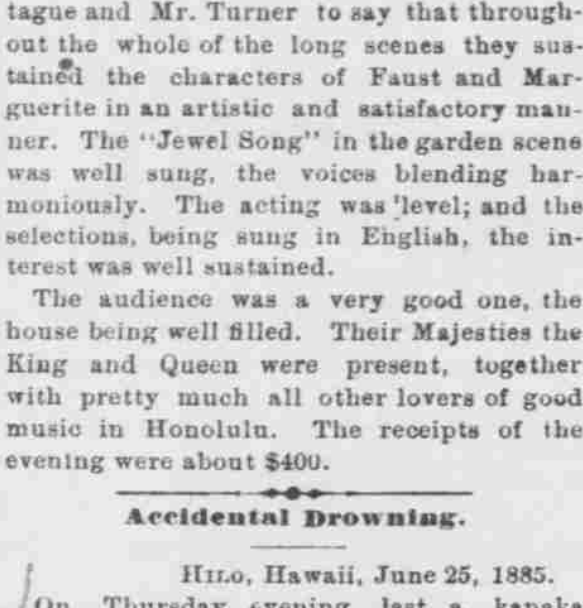 tague and Mr. Turner to say that through-
out the whole of the long scenes they sus-
tained the characters of Faust and Mar-
guerite in an artistic and satisfactory man-
ner. The "Jewel Song" in the garden scene
was well sung, the voices blending har-
moniously. The acting was level; and the
selections, being sung in English, the in-
terest was well sustained.
The audience was a very good one, the
house being well filled. Their Majesties the
King and Queen were present, together
with pretty much all other lovers of good
music in Honolulu. The receipts of the
evening were about $400.
Accidental Drowning.
HILO, Hawaii, June 25, 1885.
On Thursday evening last a kanaka